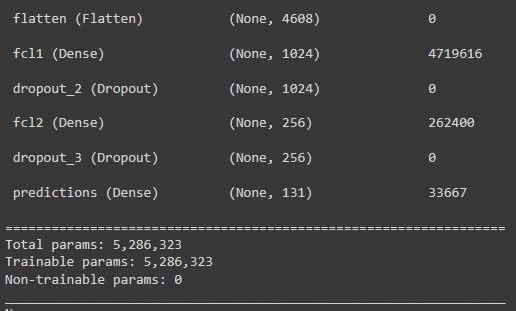 flatten (Flatten) (None, 4608) 0
fcl1 (Dense) (None, 1024) 4719616
dropout_2 (Dropout) (None, 1024) 0
fcl2 (Dense) (None, 256) 262400
dropout_3 (Dropout) (None, 256) 0
predictions (Dense) (None, 131) 33667
=================================================================
Total params: 5,286,323
Trainable params: 5,286,323
Non-trainable params: 0
_________________________________________________________________